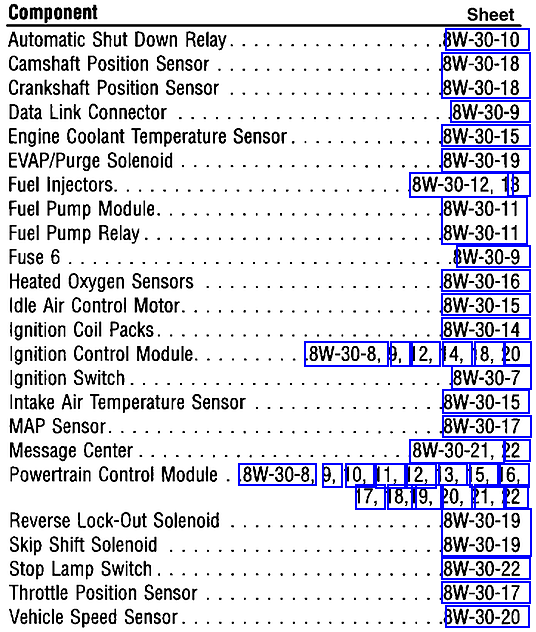 Component Sheet
Automatic Shut Down Relay. . . . . . . . . . . . . . . . . . .8W-30-10
Camshaft Position Sensor . . . . . . . . . . . . . . . . . . . .8W-30-18
Crankshaft Position Sensor . . . . . . . . . . . . . . . . . . .8W-30-18
Data Link Connector . . . . . . . . . . . . . . . . . . . . . . . . .8W-30-9
Engine Coolant Temperature Sensor. . . . . . . . . . . . .8W-30-15
EVAP/Purge Solenoid . . . . . . . . . . . . . . . . . . . . . . . .8W-30-19
Fuel Injectors. . . . . . . . . . . . . . . . . . . . . . . . . .8W-30-12, 13
Fuel Pump Module. . . . . . . . . . . . . . . . . . . . . . . . . .8W-30-11
Fuel Pump Relay . . . . . . . . . . . . . . . . . . . . . . . . . . .8W-30-11
Fuse 6 . . . . . . . . . . . . . . . . . . . . . . . . . . . . . . . . . .8W-30-9
Heated Oxygen Sensors . . . . . . . . . . . . . . . . . . . . . .8W-30-16
Idle Air Control Motor. . . . . . . . . . . . . . . . . . . . . . . .8W-30-15
Ignition Coil Packs. . . . . . . . . . . . . . . . . . . . . . . . . .8W-30-14
Ignition Control Module. . . . . . . . . .8W-30-8, 9, 12, 14, 18, 20
Ignition Switch . . . . . . . . . . . . . . . . . . . . . . . . . . . . .8W-30-7
Intake Air Temperature Sensor . . . . . . . . . . . . . . . . .8W-30-15
MAP Sensor. . . . . . . . . . . . . . . . . . . . . . . . . . . . . . .8W-30-17
Message Center . . . . . . . . . . . . . . . . . . . . . . . .8W-30-21, 22
Powertrain Control Module . .8W-30-8, 9, 10, 11, 12, 13, 15, 16,
17, 18, 19, 20, 21, 22
Reverse Lock-Out Solenoid . . . . . . . . . . . . . . . . . . .8W-30-19
Skip Shift Solenoid . . . . . . . . . . . . . . . . . . . . . . . . .8W-30-19
Stop Lamp Switch . . . . . . . . . . . . . . . . . . . . . . . . . .8W-30-22
Throttle Position Sensor . . . . . . . . . . . . . . . . . . . . . .8W-30-17
Vehicle Speed Sensor. . . . . . . . . . . . . . . . . . . . . . . .8W-30-20